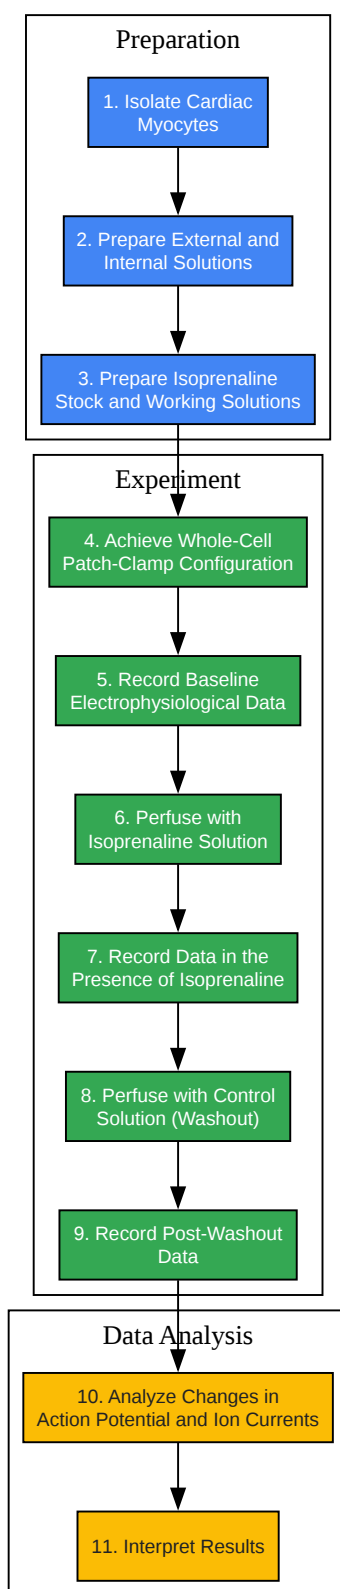 Preparation
1. Isolate Cardiac
Myocytes
2. Prepare External and
Internal Solutions
3. Prepare Isoprenaline
Stock and Working Solutions
Experiment
4. Achieve Whole-Cell
Patch-Clamp Configuration
5. Record Baseline
Electrophysiological Data
6. Perfuse with
Isoprenaline Solution
7. Record Data in the
Presence of Isoprenaline
8. Perfuse with Control
Solution (Washout)
9. Record Post-Washout
Data
Data Analysis
10. Analyze Changes in
Action Potential and Ion Currents
11. Interpret Results